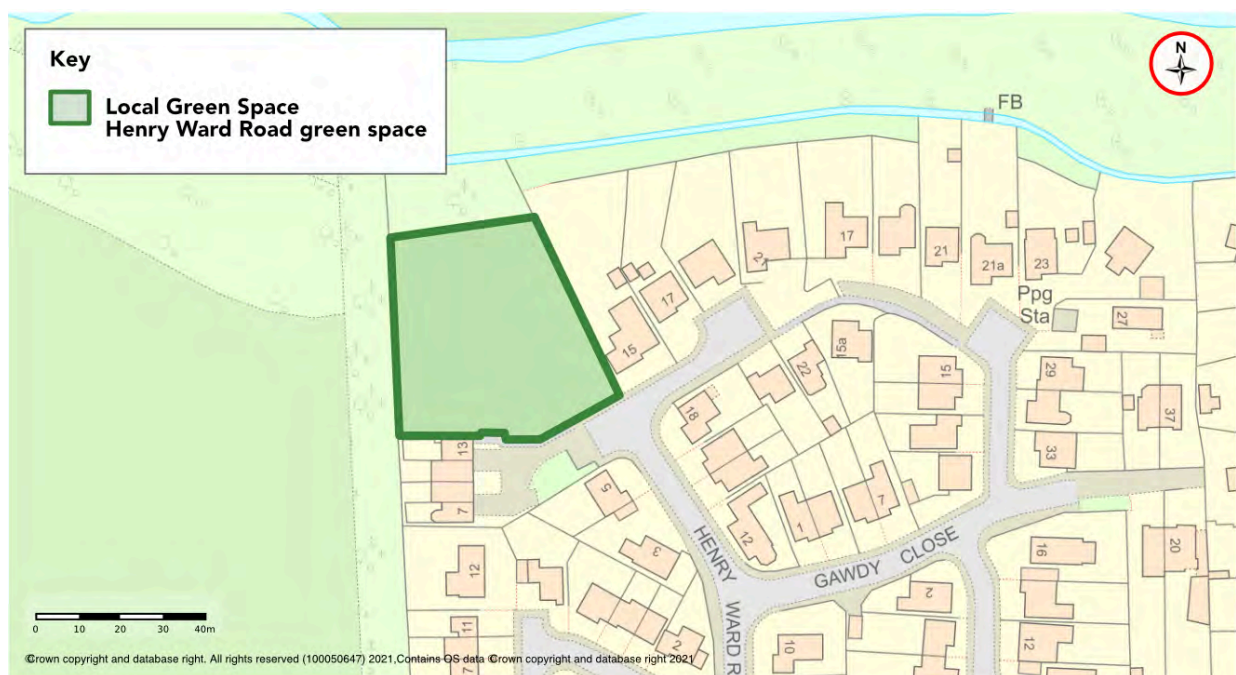 Key
Local Green Space
Henry Ward Road green space
N
FB
17
21
21a
23
Ppg
Sta
27
17
15
15a
22
15
29
37
18
33
13
5
7
12
1
7
3
12
HENRY WARD R
GAWDY CLOSE
16
20
2
11
2
10
12
0 10 20 30 40m
©Crown copyright and database right. All rights reserved (100050647) 2021,Contains OS data ©Crown copyright and database right 2021